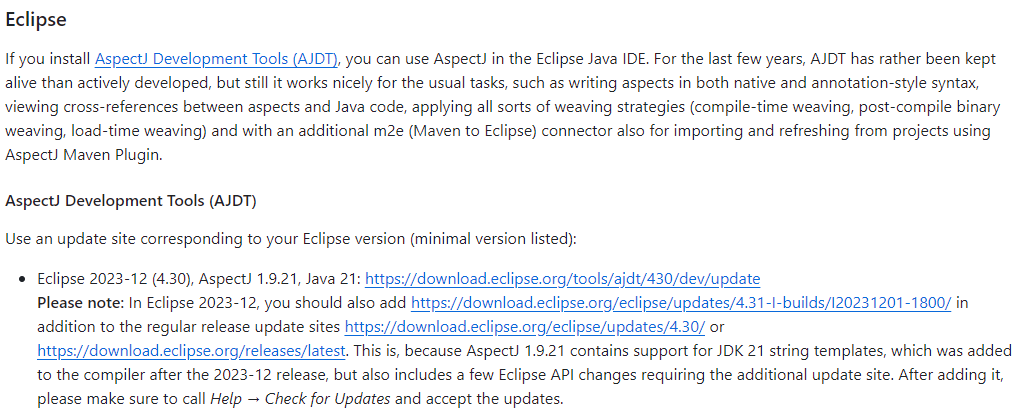 Eclipse
If you install AspectJ Development Tools (AJDT), you can use AspectJ in the Eclipse Java IDE. For the last few years, AJDT has rather been kept
alive than actively developed, but still it works nicely for the usual tasks, such as writing aspects in both native and annotation-style syntax,
viewing cross-references between aspects and Java code, applying all sorts of weaving strategies (compile-time weaving, post-compile binary
weaving, load-time weaving) and with an additional m2e (Maven to Eclipse) connector also for importing and refreshing from projects using
AspectJ Maven Plugin.
AspectJ Development Tools (AJDT)
Use an update site corresponding to your Eclipse version (minimal version listed):
• Eclipse 2023-12 (4.30), AspectJ 1.9.21, Java 21: https://download.eclipse.org/tools/ajdt/430/dev/update
Please note: In Eclipse 2023-12, you should also add https://download.eclipse.org/eclipse/updates/4.31-I-builds/I20231201-1800/ in
addition to the regular release update sites https://download.eclipse.org/eclipse/updates/4.30/ or
https://download.eclipse.org/releases/latest. This is, because AspectJ 1.9.21 contains support for JDK 21 string templates, which was added
to the compiler after the 2023-12 release, but also includes a few Eclipse API changes requiring the additional update site. After adding it,
please make sure to call Help → Check for Updates and accept the updates.